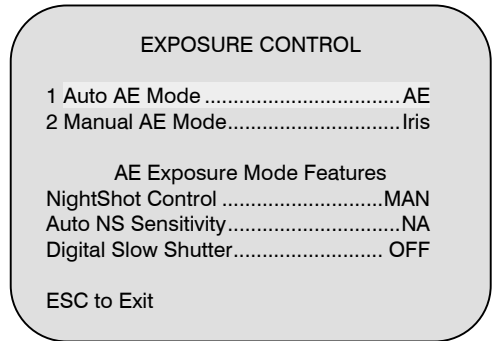 EXPOSURE CONTROL
1 Auto AE Mode ................................... AE
2 Manual AE Mode............................... Iris
AE Exposure Mode Features
NightShot Control .............................MAN
Auto NS Sensitivity...............................NA
Digital Slow Shutter........................... OFF
ESC to Exit